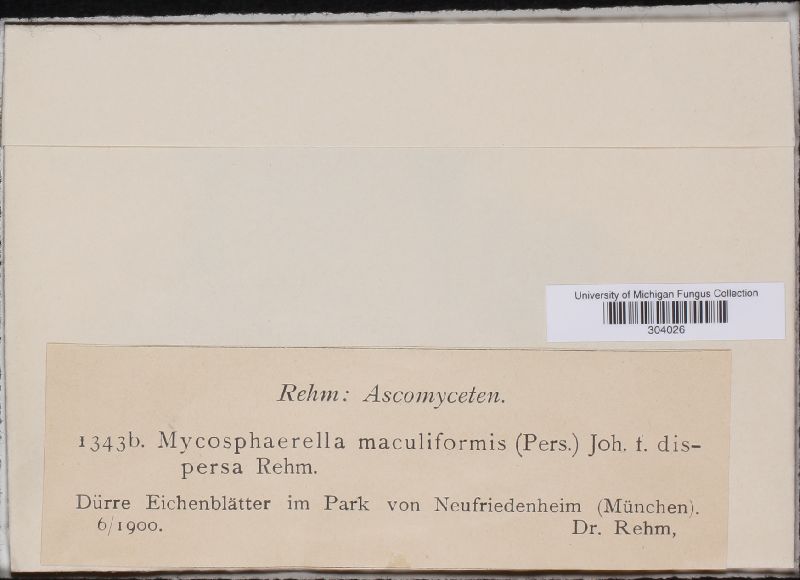 University of Michigan Fungus Collection
304026
Rehm: Ascomyceten.
1343b. Mycosphaerella maculiformis (Pers.) Joh. f. dis-
persa Rehm.
Dürre Eichenblätter im Park von Neufriedenheim (München).
6/1900. Dr. Rehm,